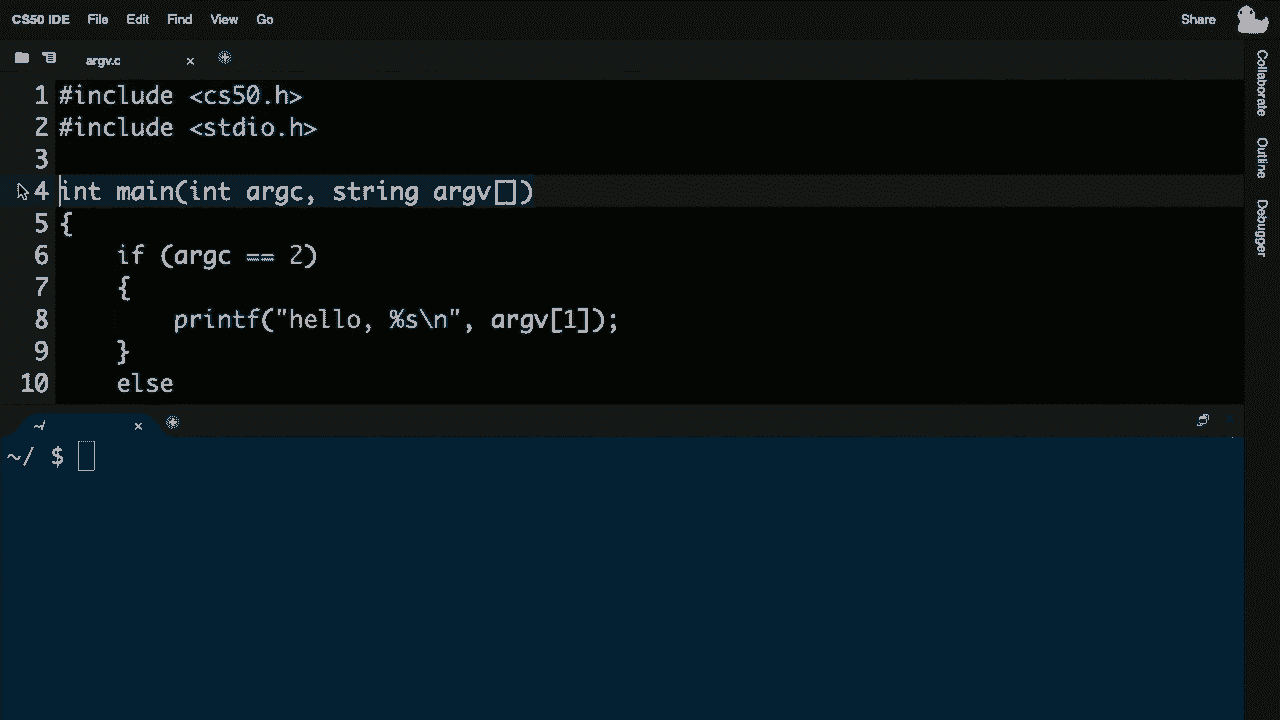 CS50 IDE File Edit Find View Go Share
argv.c ×
1 #include <cs50.h>
2 #include <stdio.h>
3
4 int main(int argc, string argv[])
5 {
6     if (argc == 2)
7     {
8         printf("hello, %s\n", argv[1]);
9     }
10     else
~/ ×
~/ $
Collaborate
Outline
Debugger